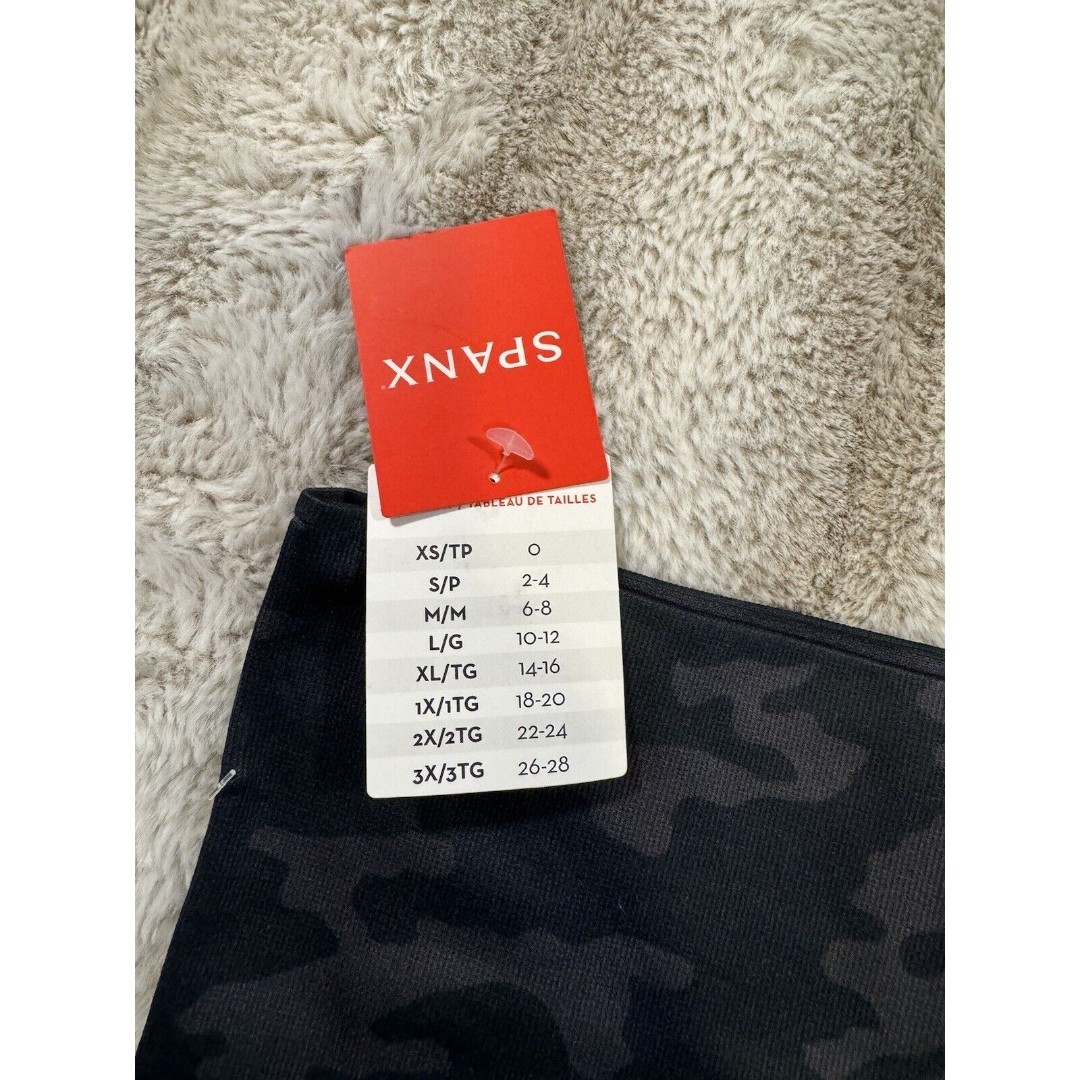 SPANX®
/ TABLEAU DE TAILLES
XS/TP 0
S/P 2-4
M/M 6-8
L/G 10-12
XL/TG 14-16
1X/1TG 18-20
2X/2TG 22-24
3X/3TG 26-28